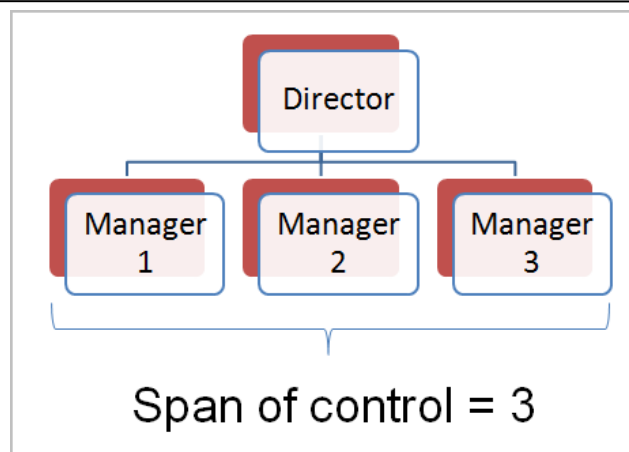 Director
Manager
1
Manager
2
Manager
3
Span of control = 3